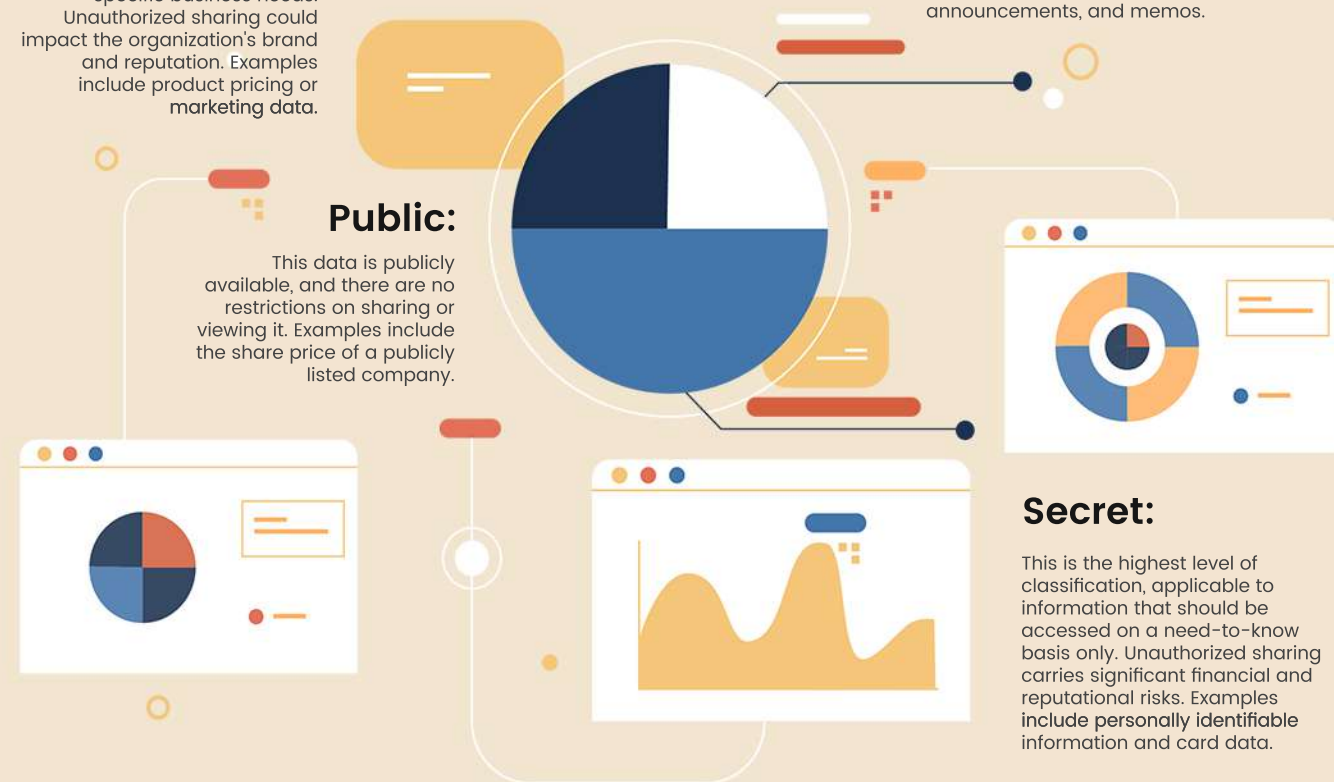 specific business needs.
Unauthorized sharing could
impact the organization's brand
and reputation. Examples
include product pricing or
marketing data.
announcements, and memos.
Public:
This data is publicly
available, and there are no
restrictions on sharing or
viewing it. Examples include
the share price of a publicly
listed company.
Secret:
This is the highest level of
classification, applicable to
information that should be
accessed on a need-to-know
basis only. Unauthorized sharing
carries significant financial and
reputational risks. Examples
include personally identifiable
information and card data.